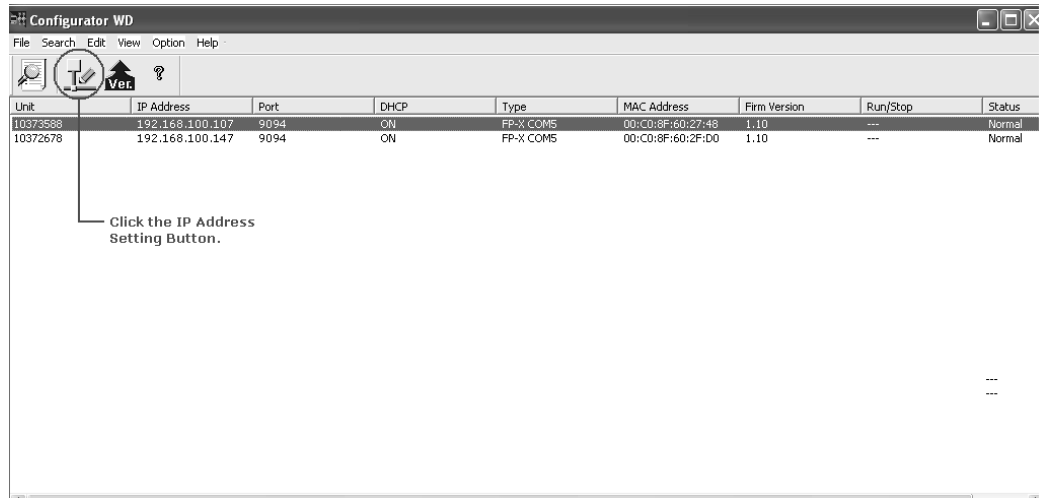 Configurator WD
File Search Edit View Option Help
Ver. ?
Unit IP Address Port DHCP Type MAC Address Firm Version Run/Stop Status
10373588 192.168.100.107 9094 ON FP-X COM5 00:C0:8F:60:27:48 1.10 --- Normal
10372678 192.168.100.147 9094 ON FP-X COM5 00:C0:8F:60:2F:D0 1.10 --- Normal
Click the IP Address
Setting Button.
---
---